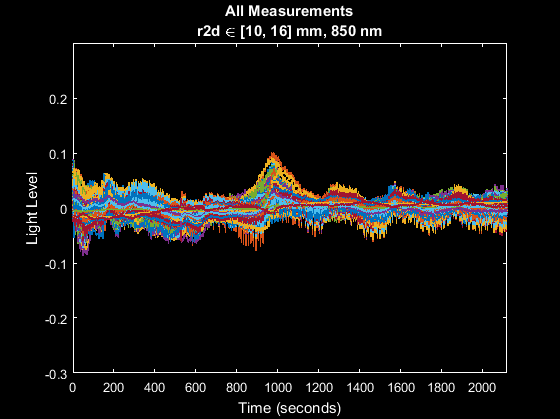 All Measurements
r2d ∈ [10, 16] mm, 850 nm
0.2
0.1
0
-0.1
-0.2
-0.3
Light Level
0 200 400 600 800 1000 1200 1400 1600 1800 2000
Time (seconds)